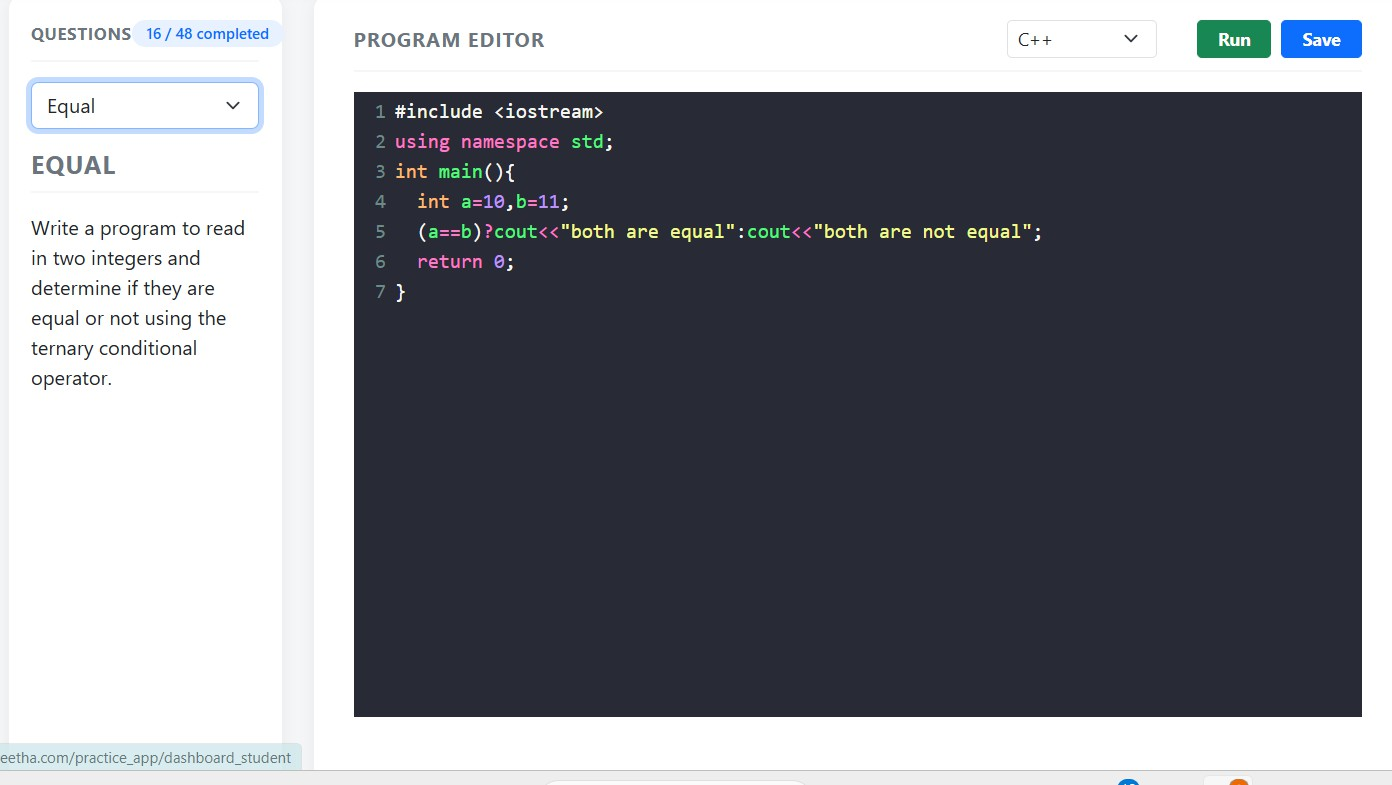 QUESTIONS 16 / 48 completed
Equal
EQUAL
Write a program to read
in two integers and
determine if they are
equal or not using the
ternary conditional
operator.
eetha.com/practice_app/dashboard_student
PROGRAM EDITOR
C++
Run
Save
1 #include <iostream>
2 using namespace std;
3 int main(){
4   int a=10,b=11;
5   (a==b)?cout<<"both are equal":cout<<"both are not equal";
6   return 0;
7 }